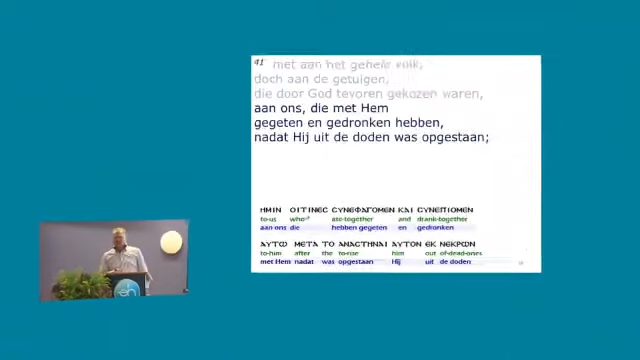 41 niet aan het gehele volk,
doch aan de getuigen,
die door God tevoren gekozen waren,
aan ons, die met Hem
gegeten en gedronken hebben,
nadat Hij uit de doden was opgestaan;
ΗΜΙΝ ΟΙΤΙΝΕϹ ϹΥΝΕΦΑΓΟΜΕΝ ΚΑΙ ϹΥΝΕΠΙΟΜΕΝ
to-us who ate-together and drank-together
aan ons die hebben gegeten en gedronken
ΑΥΤΩ ΜΕΤΑ ΤΟ ΑΝΑϹΤΗΝΑΙ ΑΥΤΟΝ ΕΚ ΝΕΚΡΩΝ
to-him after the to-rise him out of-dead-ones
met Hem nadat was opgestaan Hij uit de doden
eh